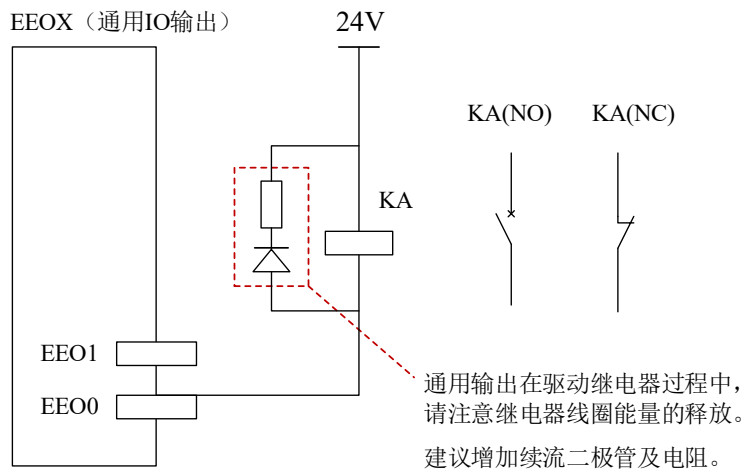 EEOX（通用IO输出）
24V
KA(NO)
KA(NC)
KA
EEO1
EEO0
通用输出在驱动继电器过程中，
请注意继电器线圈能量的释放。
建议增加续流二极管及电阻。